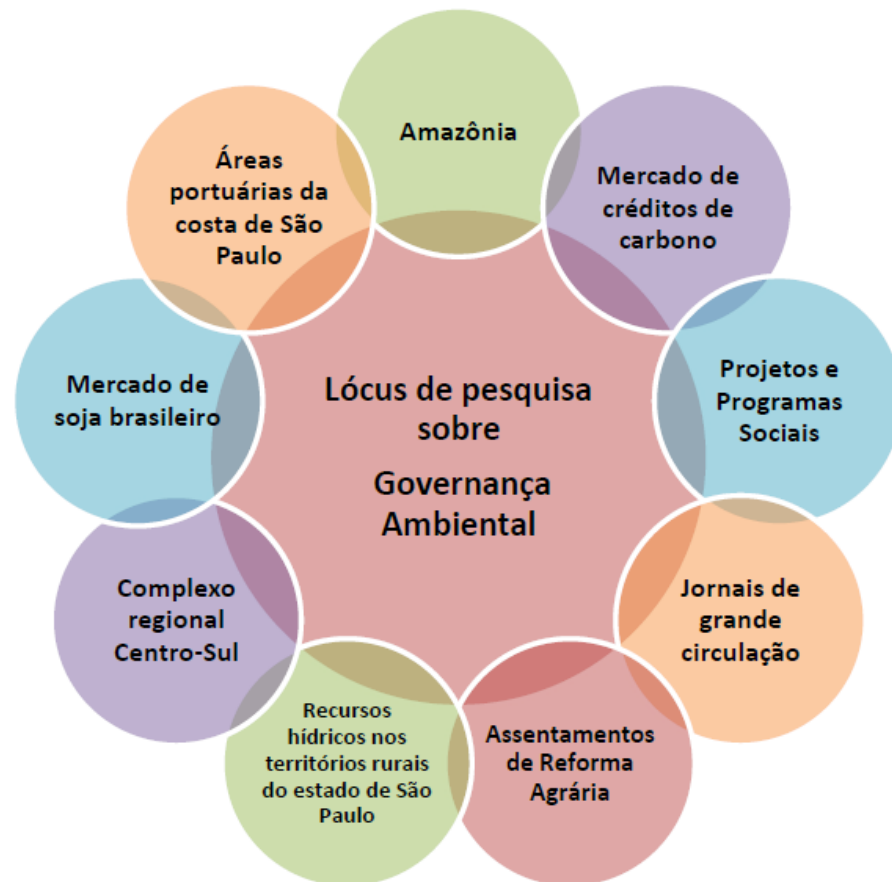 Amazônia
Mercado de
créditos de
carbono
Projetos e
Programas
Sociais
Jornais de
grande
circulação
Assentamentos
de Reforma
Agrária
Recursos
hídricos nos
territórios rurais
do estado de São
Paulo
Complexo
regional
Centro-Sul
Mercado de
soja brasileiro
Áreas
portuárias da
costa de São
Paulo
Lócus de pesquisa
sobre
Governança
Ambiental